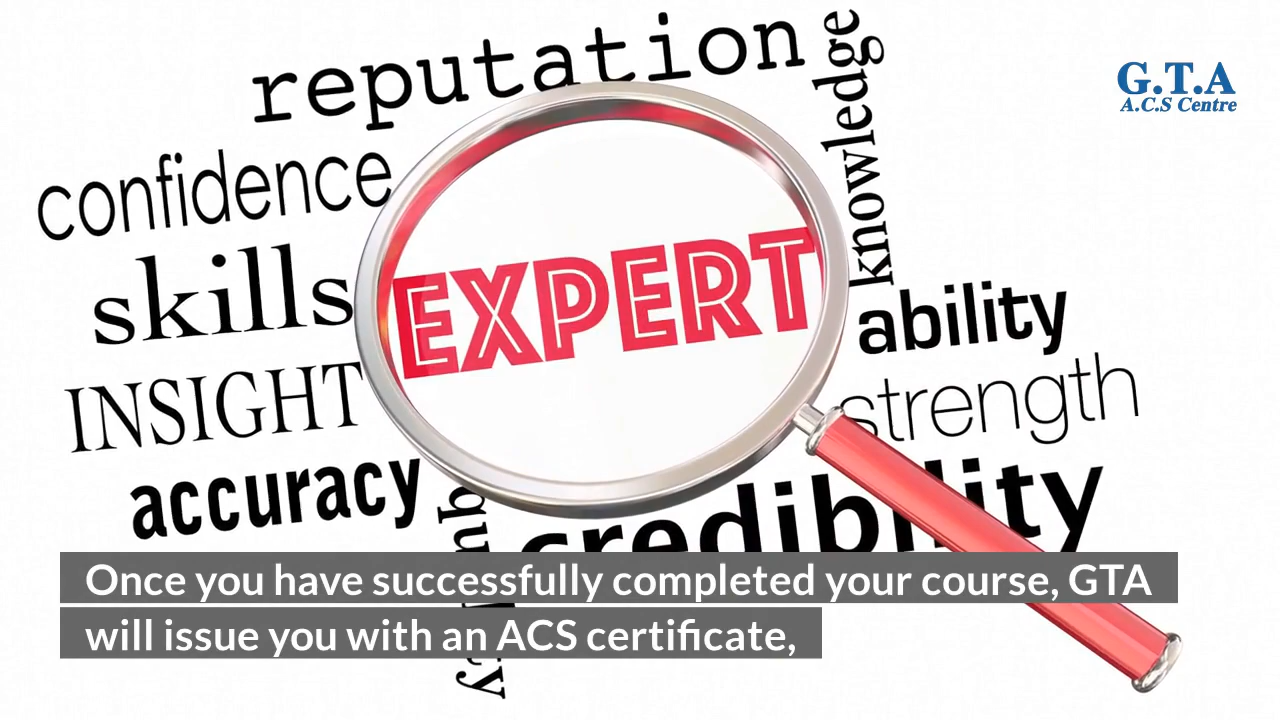 reputation
knowledge
G.T.A
A.C.S Centre
confidence
skills
EXPERT
ability
INSIGHT
strength
accuracy
credibility
Once you have successfully completed your course, GTA
will issue you with an ACS certificate,